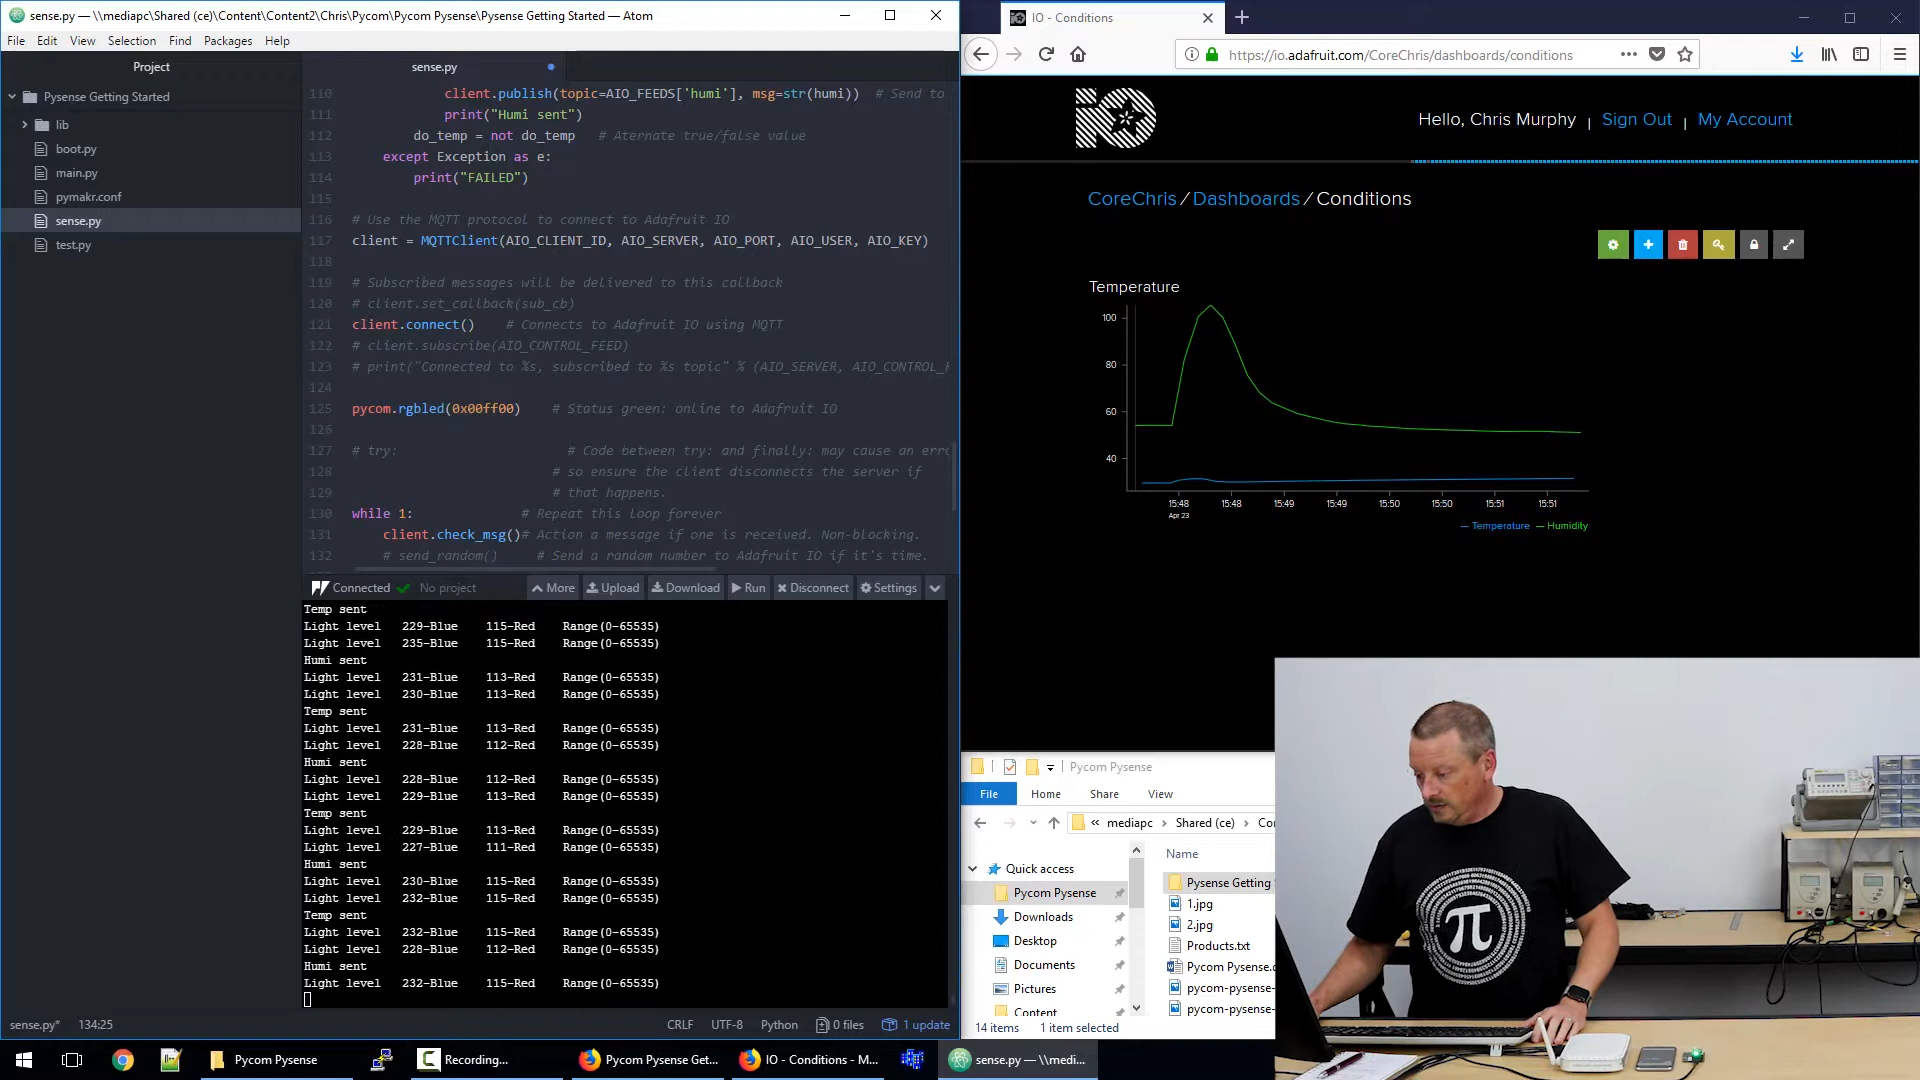 sense.py — \\mediapc\Shared (ce)\Content\Content2\Chris\Pycom\Pycom Pysense\Pysense Getting Started — Atom
File Edit View Selection Find Packages Help
Project
Pysense Getting Started
lib
boot.py
main.py
pymakr.conf
sense.py
test.py
sense.py
110 client.publish(topic=AIO_FEEDS['humi'], msg=str(humi)) # Send to
111 print("Humi sent")
112 do_temp = not do_temp # Aternate true/false value
113 except Exception as e:
114 print("FAILED")
115
116 # Use the MQTT protocol to connect to Adafruit IO
117 client = MQTTClient(AIO_CLIENT_ID, AIO_SERVER, AIO_PORT, AIO_USER, AIO_KEY)
118
119 # Subscribed messages will be delivered to this callback
120 # client.set_callback(sub_cb)
121 client.connect() # Connects to Adafruit IO using MQTT
122 # client.subscribe(AIO_CONTROL_FEED)
123 # print("Connected to %s, subscribed to %s topic" % (AIO_SERVER, AIO_CONTROL_
124
125 pycom.rgbled(0x00ff00) # Status green: online to Adafruit IO
126
127 # try: # Code between try: and finally: may cause an erro
128 # so ensure the client disconnects the server if
129 # that happens.
130 while 1: # Repeat this loop forever
131 client.check_msg()# Action a message if one is received. Non-blocking.
132 # send_random() # Send a random number to Adafruit IO if it's time.
Connected No project More Upload Download Run Disconnect Settings
Temp sent
Light level 229-Blue 115-Red Range(0-65535)
Light level 235-Blue 115-Red Range(0-65535)
Humi sent
Light level 231-Blue 113-Red Range(0-65535)
Light level 230-Blue 113-Red Range(0-65535)
Temp sent
Light level 231-Blue 113-Red Range(0-65535)
Light level 228-Blue 112-Red Range(0-65535)
Humi sent
Light level 228-Blue 112-Red Range(0-65535)
Light level 229-Blue 113-Red Range(0-65535)
Temp sent
Light level 229-Blue 113-Red Range(0-65535)
Light level 227-Blue 111-Red Range(0-65535)
Humi sent
Light level 230-Blue 115-Red Range(0-65535)
Light level 232-Blue 115-Red Range(0-65535)
Temp sent
Light level 232-Blue 115-Red Range(0-65535)
Light level 228-Blue 112-Red Range(0-65535)
Humi sent
Light level 232-Blue 115-Red Range(0-65535)
sense.py* 134:25 CRLF UTF-8 Python 0 files 1 update
IO - Conditions
https://io.adafruit.com/CoreChris/dashboards/conditions
iO
Hello, Chris Murphy | Sign Out | My Account
CoreChris / Dashboards / Conditions
Temperature
100
80
60
40
15:48 15:48 15:49 15:49 15:50 15:50 15:51 15:51
Apr 23
Temperature Humidity
Pycom Pysense
File Home Share View
« mediapc > Shared (ce) > Co
Name
Quick access
Pycom Pysense
Downloads
Desktop
Documents
Pictures
Content
Pysense Getting
1.jpg
2.jpg
Products.txt
Pycom Pysense.
pycom-pysense-
pycom-pysense-
14 items 1 item selected
π
Pycom Pysense Recording... Pycom Pysense Get... IO - Conditions - M... sense.py — \\medi...